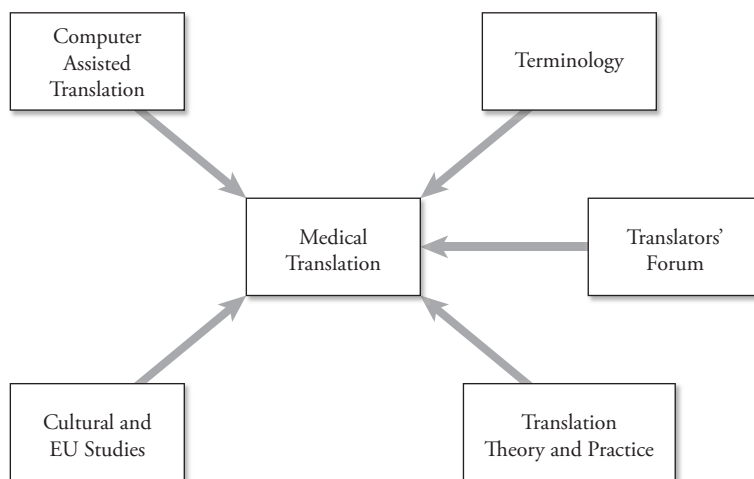 Computer
Assisted
Translation
Terminology
Medical
Translation
Translators’
Forum
Cultural and
EU Studies
Translation
Theory and Practice